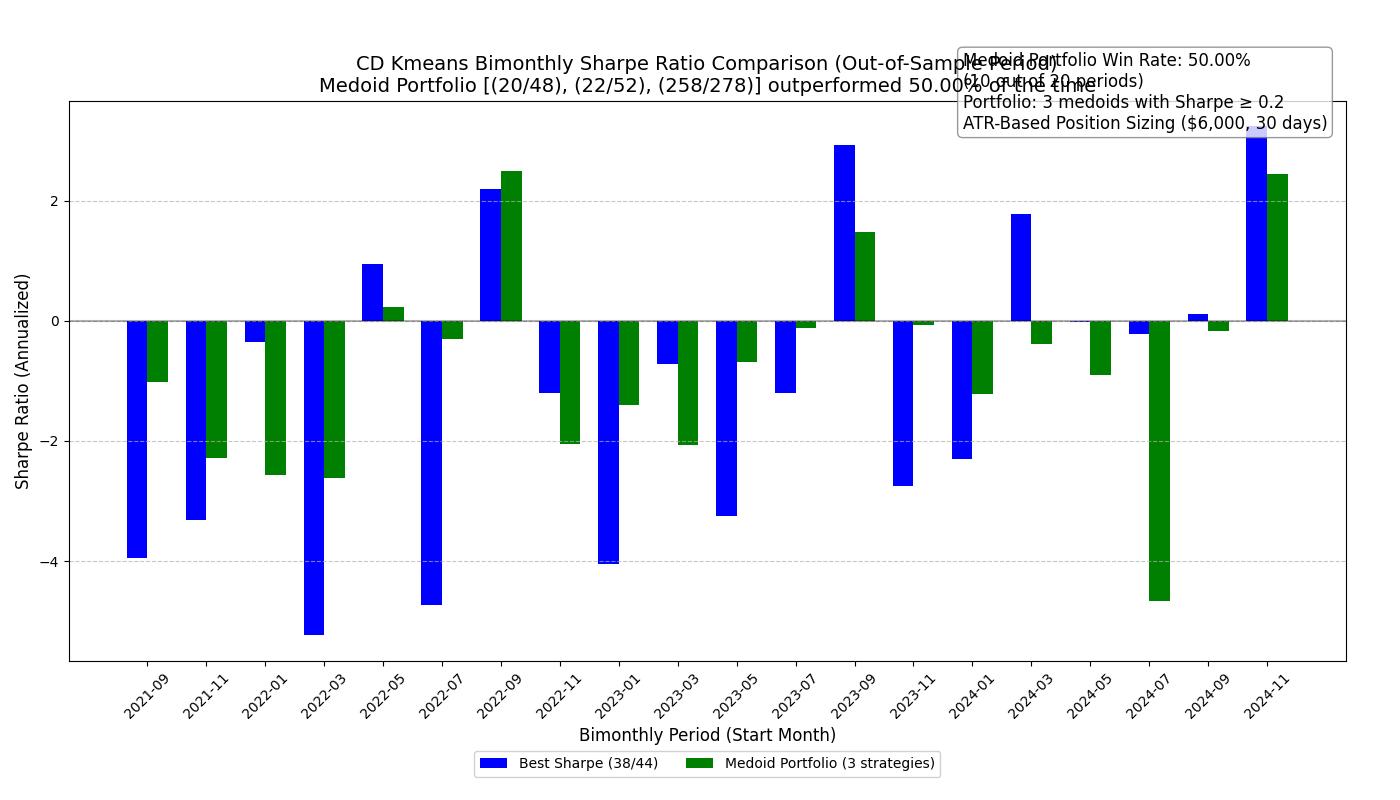 CD Kmeans Bimonthly Sharpe Ratio Comparison (Out-of-Sample Period)
Medoid Portfolio [(20/48), (22/52), (258/278)] outperformed 50.00% of the time
Medoid Portfolio Win Rate: 50.00%
(10 out of 20 periods)
Portfolio: 3 medoids with Sharpe ≥ 0.2
ATR-Based Position Sizing ($6,000, 30 days)
Sharpe Ratio (Annualized)
2
0
−2
−4
2021-09
2021-11
2022-01
2022-03
2022-05
2022-07
2022-09
2022-11
2023-01
2023-03
2023-05
2023-07
2023-09
2023-11
2024-01
2024-03
2024-05
2024-07
2024-09
2024-11
Bimonthly Period (Start Month)
Best Sharpe (38/44)
Medoid Portfolio (3 strategies)